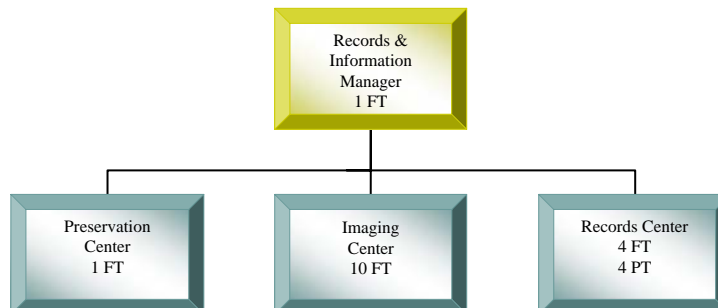 Records &
Information
Manager
1 FT
Preservation
Center
1 FT
Imaging
Center
10 FT
Records Center
4 FT
4 PT